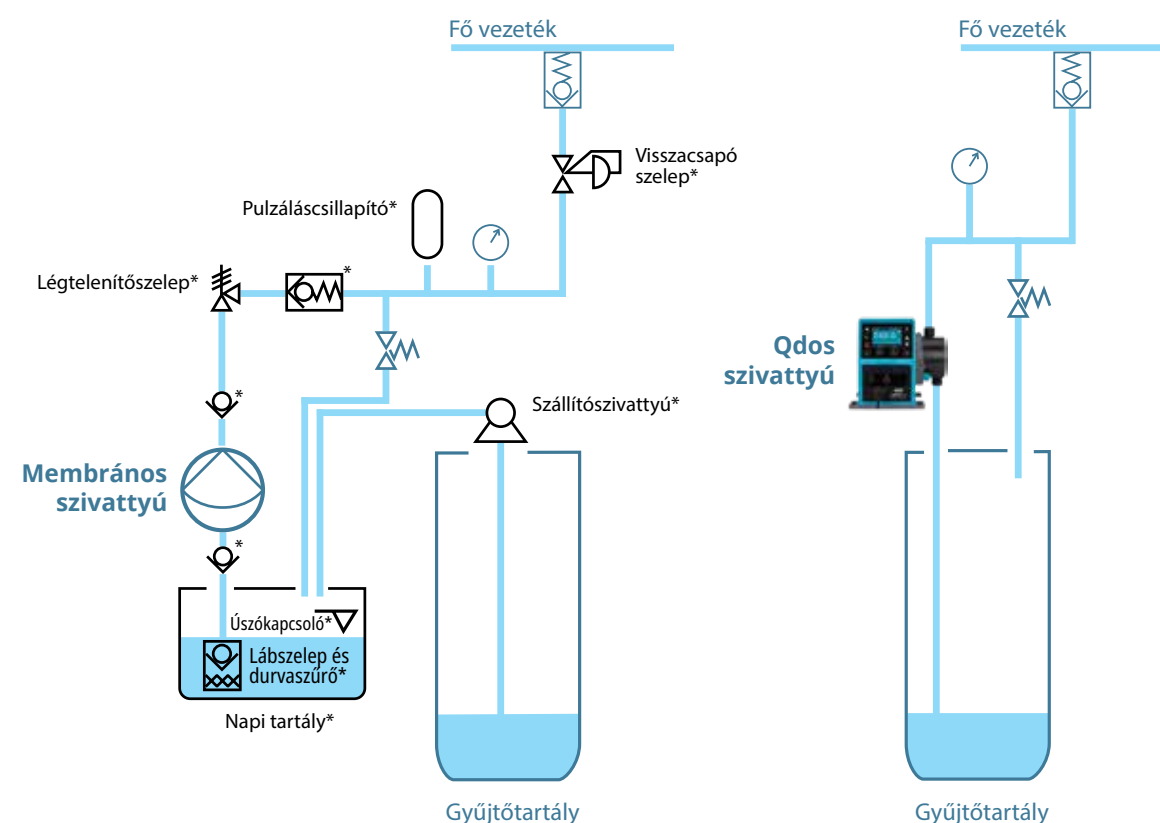 Fő vezeték
Visszacsapó
szelep*
Pulzáláscsillapító*
Légtelenítőszelep*
*
*
Szállítószivattyú*
Membrános
szivattyú
*
Úszókapcsoló*
Lábszelep és
durvaszűrő*
Napi tartály*
Gyűjtőtartály
Fő vezeték
Qdos
szivattyú
Gyűjtőtartály